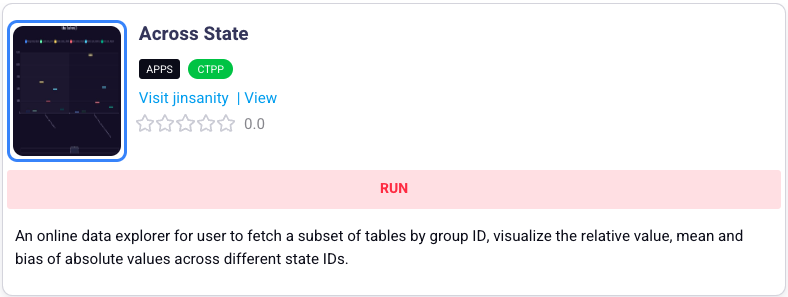 Across State
APPS CTPP
Visit jinsanity | View
0.0
RUN
An online data explorer for user to fetch a subset of tables by group ID, visualize the relative value, mean and
bias of absolute values across different state IDs.